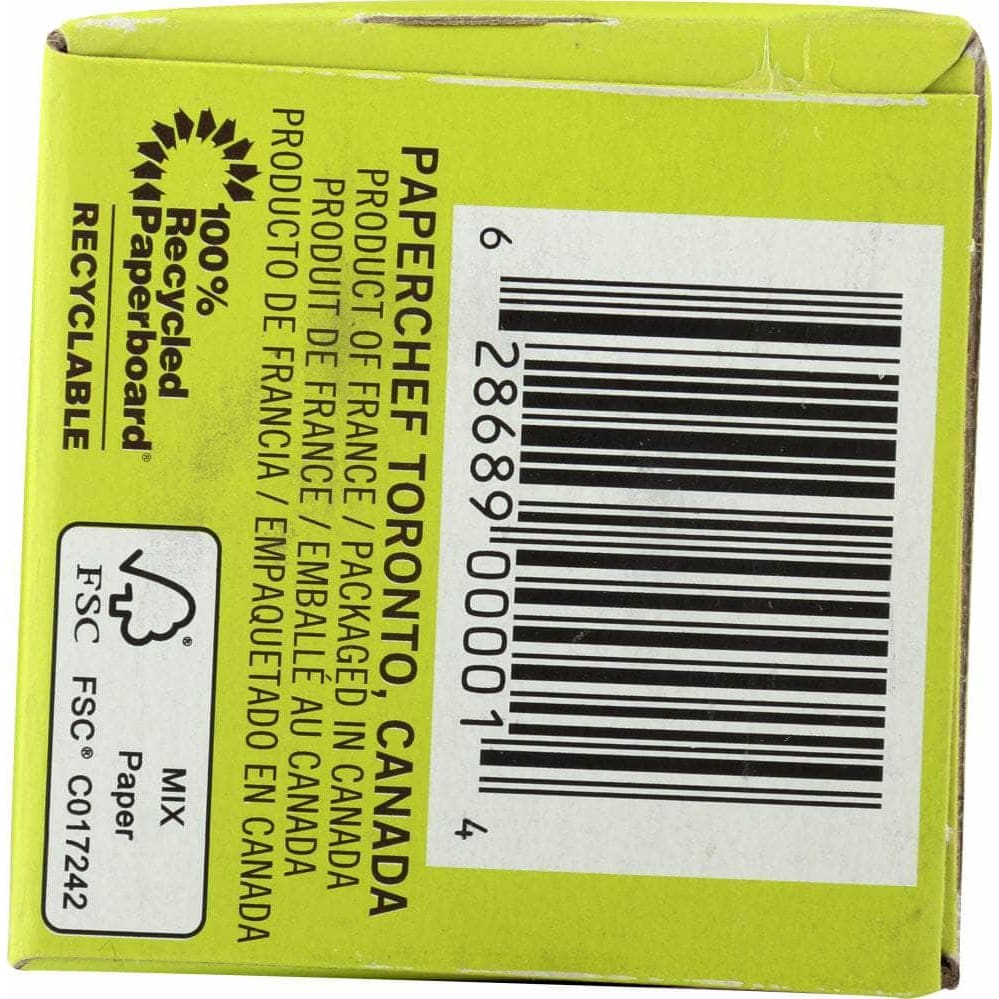 6 28689 00001 4
PAPERCHEF TORONTO, CANADA
PRODUCT OF FRANCE / PACKAGED IN CANADA
PRODUIT DE FRANCE / EMBALLÉ AU CANADA
PRODUCTO DE FRANCIA / EMPAQUETADO EN CANADA
100%
Recycled
Paperboard®
RECYCLABLE
®
FSC
MIX
Paper
FSC® C017242